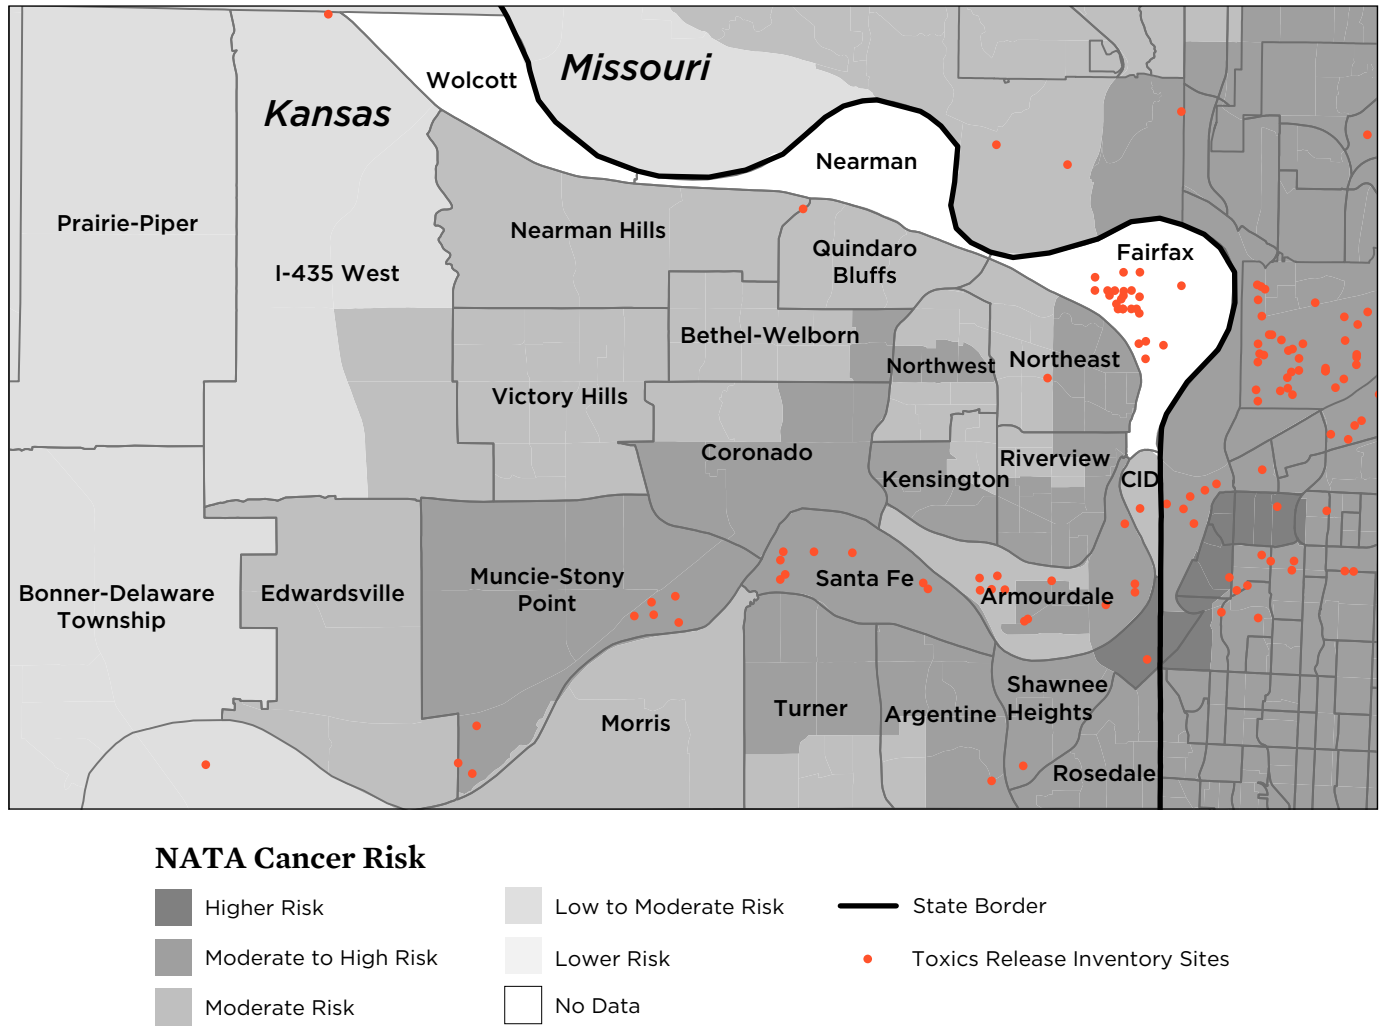 Wolcott
Missouri
Kansas
Nearman
Prairie-Piper
Nearman Hills
Quindaro
Bluffs
Fairfax
I-435 West
Bethel-Welborn
Northwest
Northeast
Victory Hills
Coronado
Riverview
Kensington
CID
Bonner-Delaware
Township
Edwardsville
Muncie-Stony
Point
Santa Fe
Armourdale
Morris
Turner
Argentine
Shawnee
Heights
Rosedale
NATA Cancer Risk
Higher Risk
Moderate to High Risk
Moderate Risk
Low to Moderate Risk
Lower Risk
No Data
State Border
Toxics Release Inventory Sites